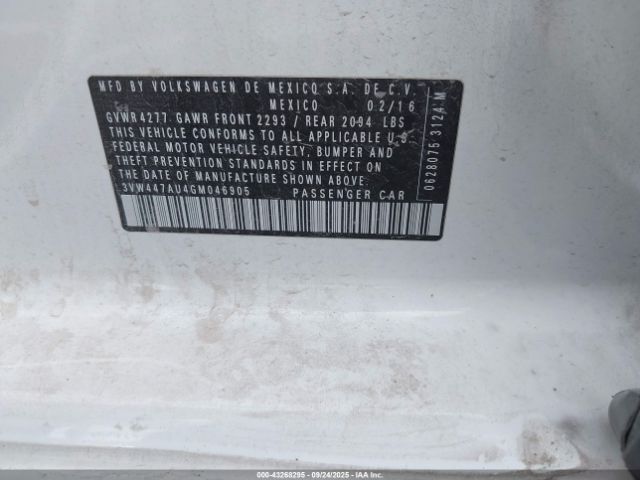 MFD BY VOLKSWAGEN DE MEXICO S.A. DE C.V.
MEXICO 02/16
GVWR 4277. GAWR FRONT 2293 / REAR 2094 LBS
THIS VEHICLE CONFORMS TO ALL APPLICABLE U.S.
FEDERAL MOTOR VEHICLE SAFETY, BUMPER, AND
THEFT PREVENTION STANDARDS IN EFFECT ON
THE DATE OF MANUFACTURE SHOWN ABOVE.
3VW447AU4GM046905 PASSENGER CAR
0628075 3124 M
000-43268295 - 09/24/2025 - IAAI.COM